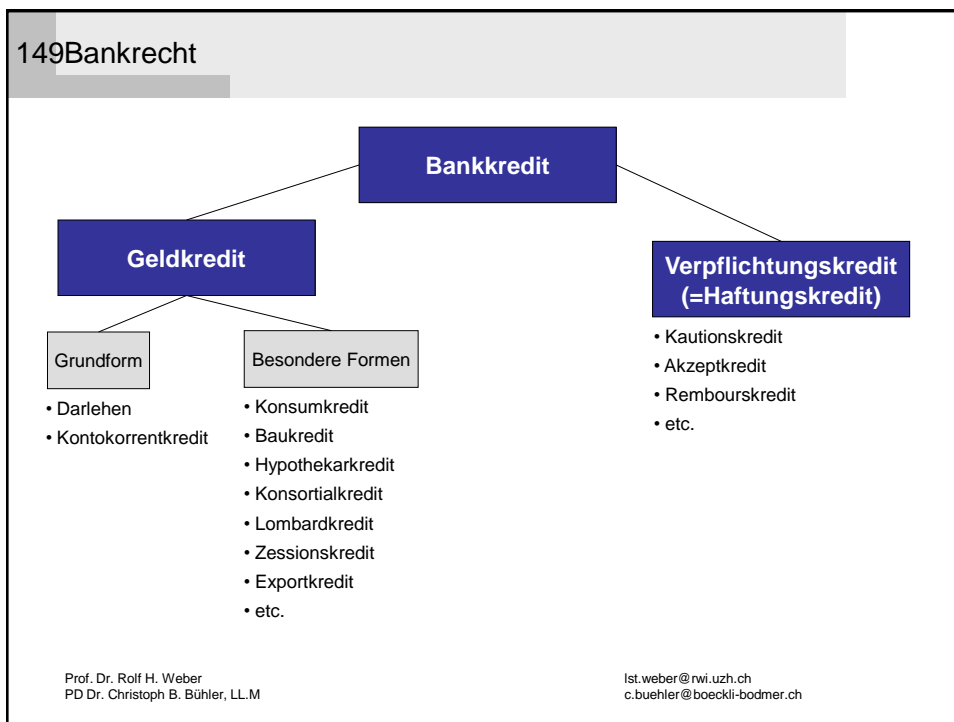 149Bankrecht
Bankkredit
Geldkredit
Verpflichtungskredit
(=Haftungskredit)
Grundform
• Darlehen
• Kontokorrentkredit
Besondere Formen
• Konsumkredit
• Baukredit
• Hypothekarkredit
• Konsortialkredit
• Lombardkredit
• Zessionskredit
• Exportkredit
• etc.
• Kautionskredit
• Akzeptkredit
• Rembourskredit
• etc.
Prof. Dr. Rolf H. Weber
PD Dr. Christoph B. Bühler, LL.M
lst.weber@rwi.uzh.ch
c.buehler@boeckli-bodmer.ch